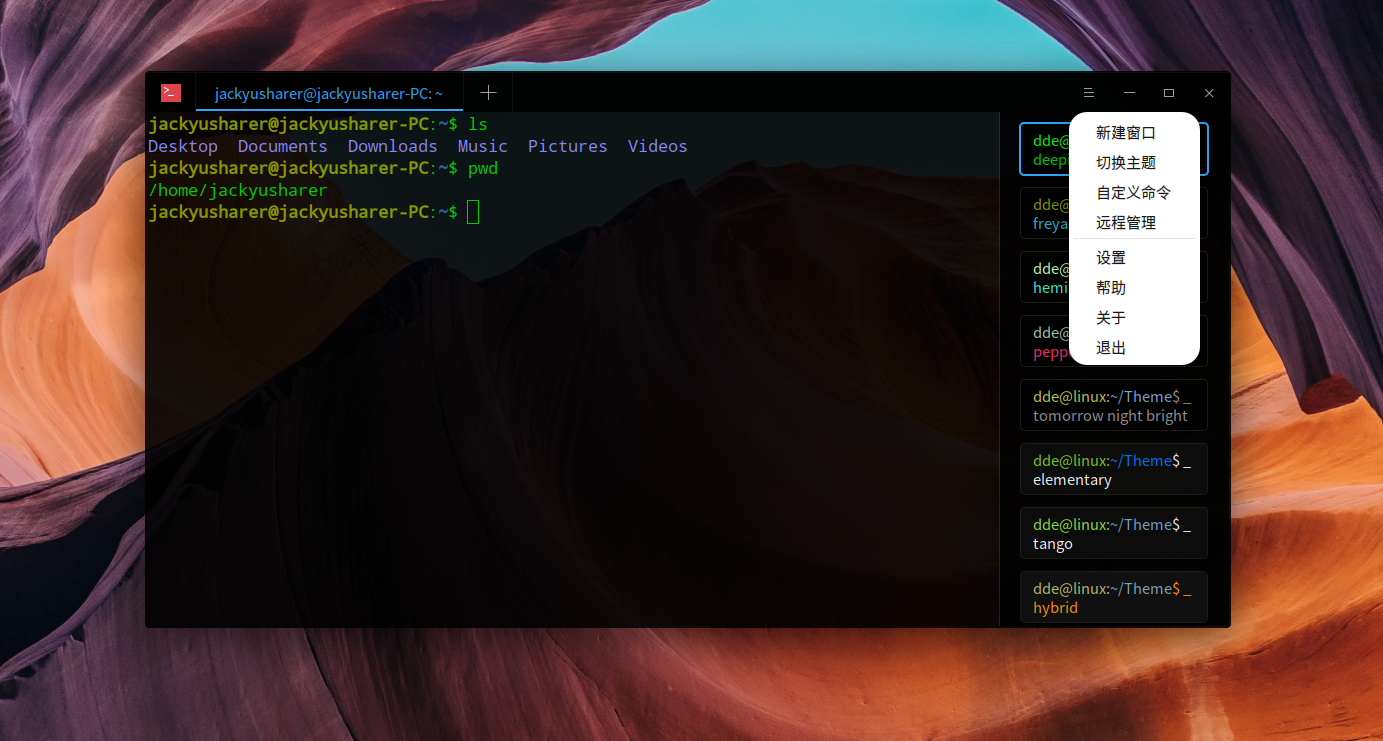 >_
jackyusharer@jackyusharer-PC: ~
jackyusharer@jackyusharer-PC:~$ ls
Desktop Documents Downloads Music Pictures Videos
jackyusharer@jackyusharer-PC:~$ pwd
/home/jackyusharer
jackyusharer@jackyusharer-PC:~$
新建窗口
切换主题
自定义命令
远程管理
设置
帮助
关于
退出
dde@
dde@
freya
dde@
dde@
dde@linux:~/Theme$ _
tomorrow night bright
dde@linux:~/Theme$ _
elementary
dde@linux:~/Theme$ _
tango
dde@linux:~/Theme$ _
hybrid